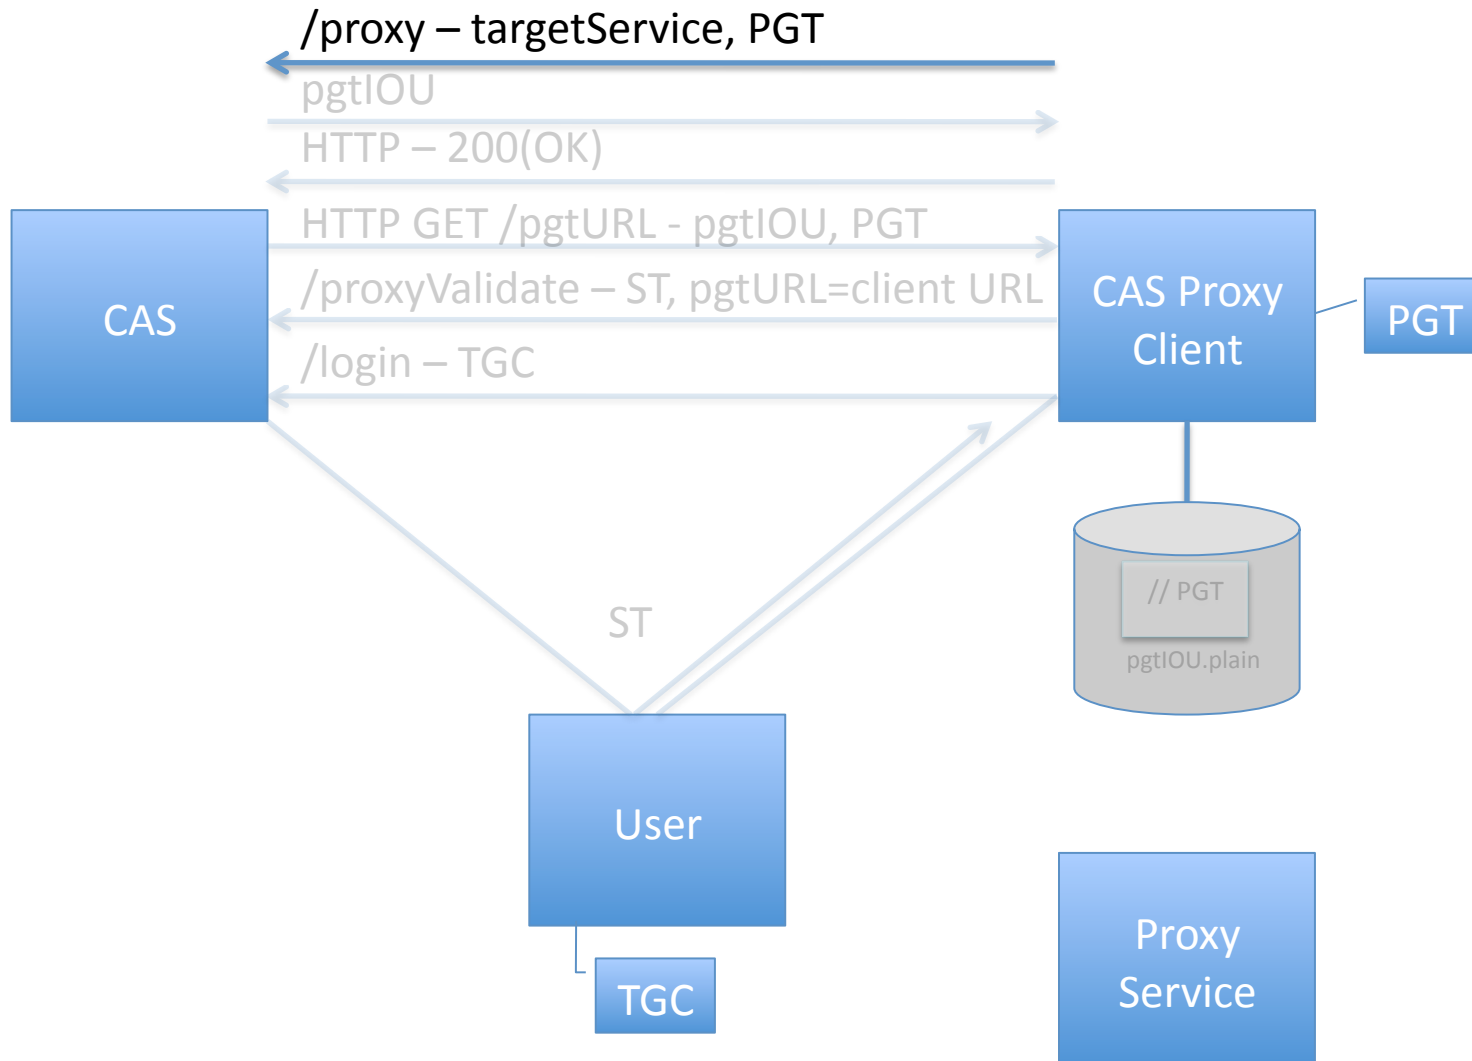 /proxy – targetService, PGT
pgtIOU
HTTP – 200(OK)
HTTP GET /pgtURL - pgtIOU, PGT
/proxyValidate – ST, pgtURL=client URL
/login – TGC
CAS
CAS Proxy
Client
PGT
// PGT
pgtIOU.plain
ST
User
TGC
Proxy
Service